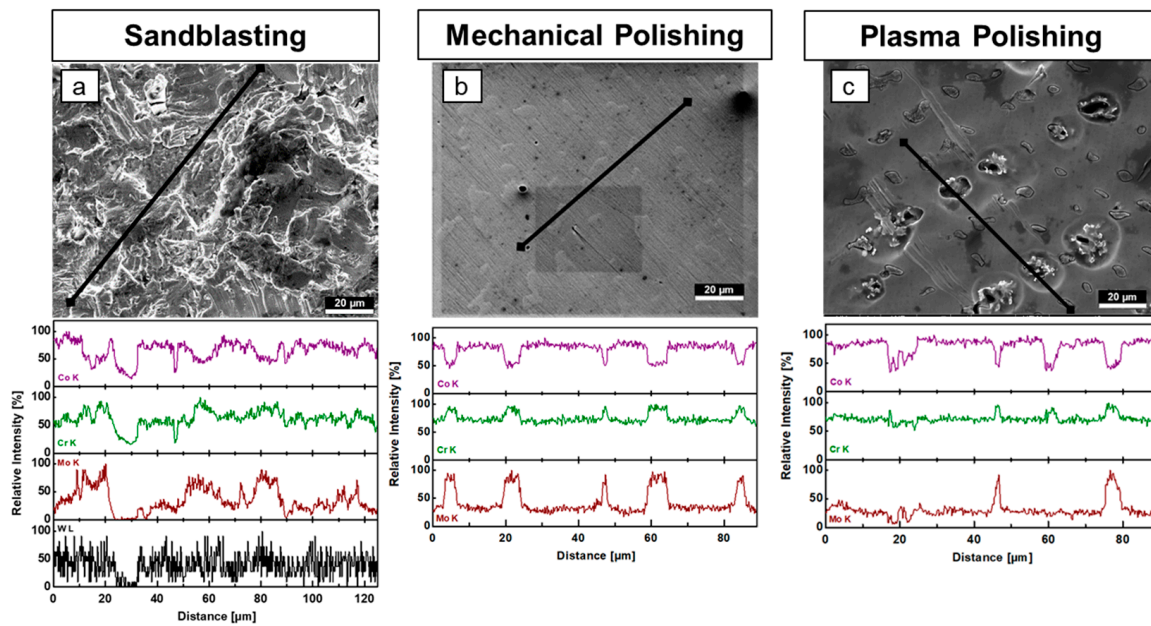 Sandblasting
Mechanical Polishing
Plasma Polishing
a
b
c
20 µm
20 µm
20 µm
Relative Intensity [%]
100
50
Co K
0
100
50
Cr K
0
100
Mo K
50
0
100
W L
50
0
0 20 40 60 80 100 120
Distance [µm]
Relative Intensity [%]
100
50
Co K
0
100
50
Cr K
0
100
50
Mo K
0
0 20 40 60 80
Distance [µm]
Relative Intensity [%]
100
50
Co K
0
100
50
Cr K
0
100
50
Mo K
0
0 20 40 60 80
Distance [µm]